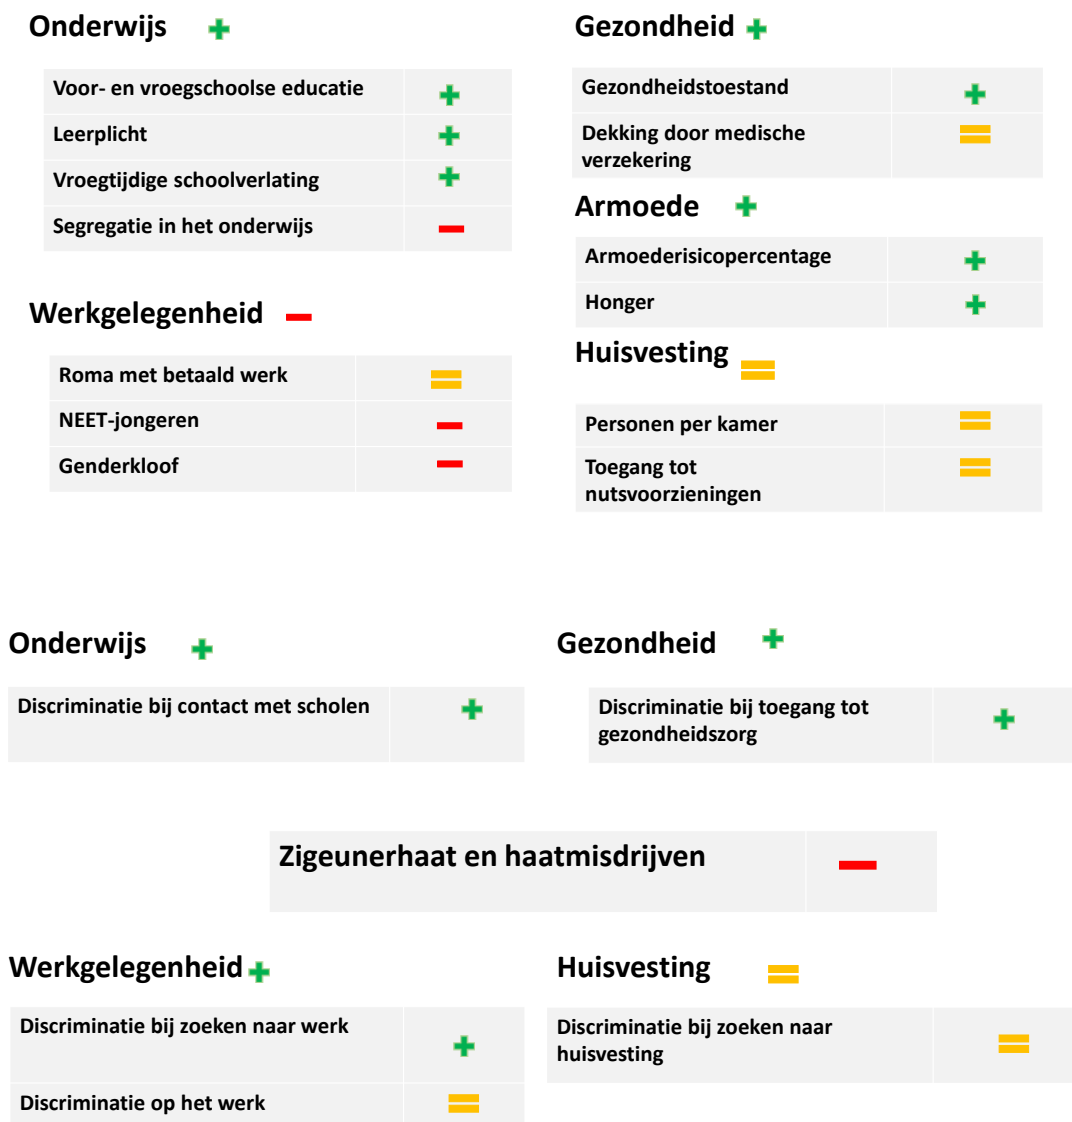 Onderwijs +
Voor- en vroegschoolse educatie +
Leerplicht +
Vroegtijdige schoolverlating +
Segregatie in het onderwijs −
Werkgelegenheid −
Roma met betaald werk =
NEET-jongeren −
Genderkloof −
Gezondheid +
Gezondheidstoestand +
Dekking door medische =
verzekering
Armoede +
Armoederisicopercentage +
Honger +
Huisvesting =
Personen per kamer =
Toegang tot =
nutsvoorzieningen
Onderwijs +
Discriminatie bij contact met scholen +
Gezondheid +
Discriminatie bij toegang tot +
gezondheidszorg
Zigeunerhaat en haatmisdrijven −
Werkgelegenheid +
Discriminatie bij zoeken naar werk +
Discriminatie op het werk =
Huisvesting =
Discriminatie bij zoeken naar =
huisvesting